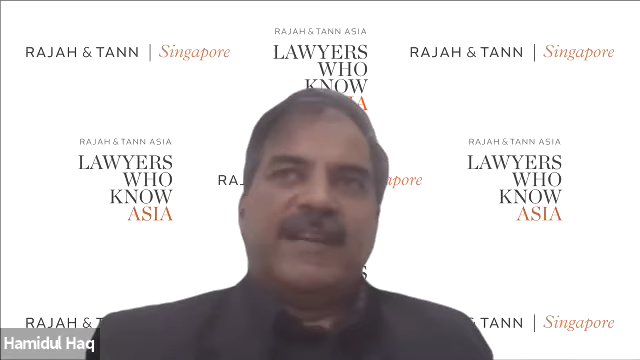 RAJAH & TANN ASIA
RAJAH & TANN | Singapore
LAWYERS
WHO
KNOW
RAJAH & TANN | Singapore
RAJAH & TANN ASIA
LAWYERS
WHO
KNOW
ASIA
RAJAH & TANN ASIA
LAWYERS
WHO
KNOW
ASIA
RAJAH & T
TANN | Singapore
Hamidul Haq